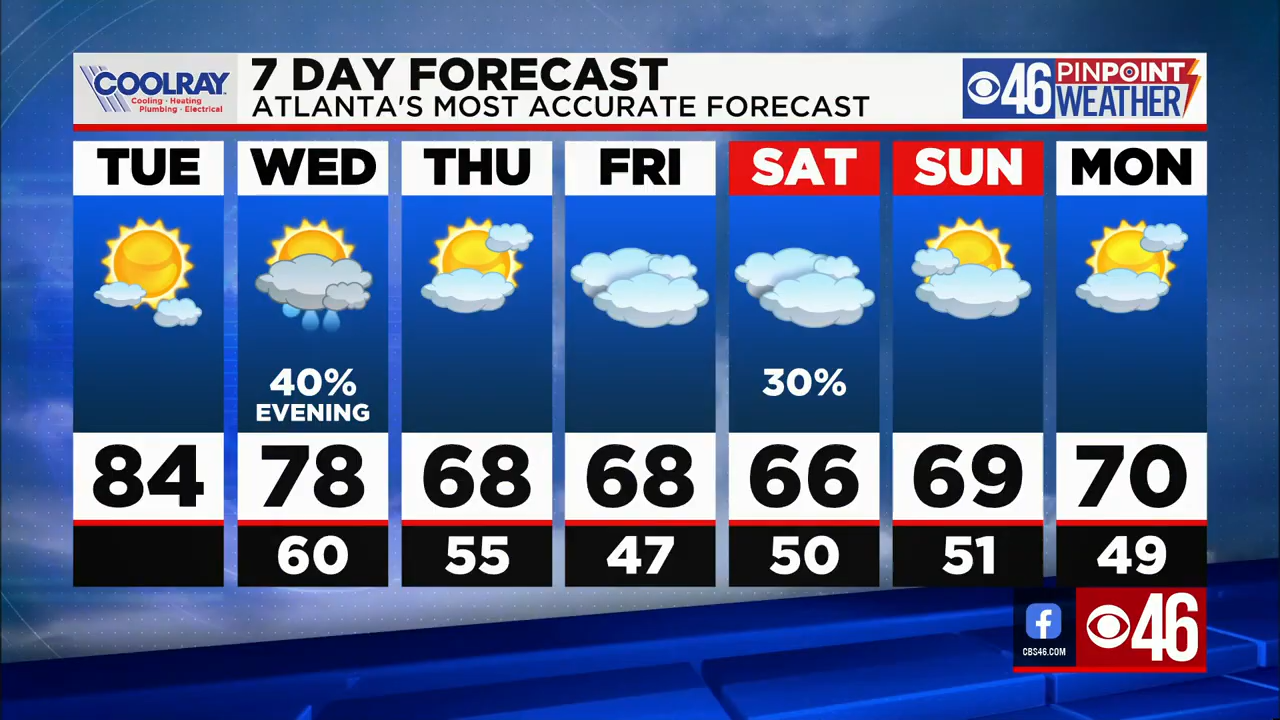 COOLRAY
Cooling · Heating
Plumbing · Electrical
7 DAY FORECAST
ATLANTA'S MOST ACCURATE FORECAST
46 PINPOINT
WEATHER
TUE WED THU FRI SAT SUN MON
40% 30%
EVENING
84 78 68 68 66 69 70
60 55 47 50 51 49
f 46
CBS46.COM